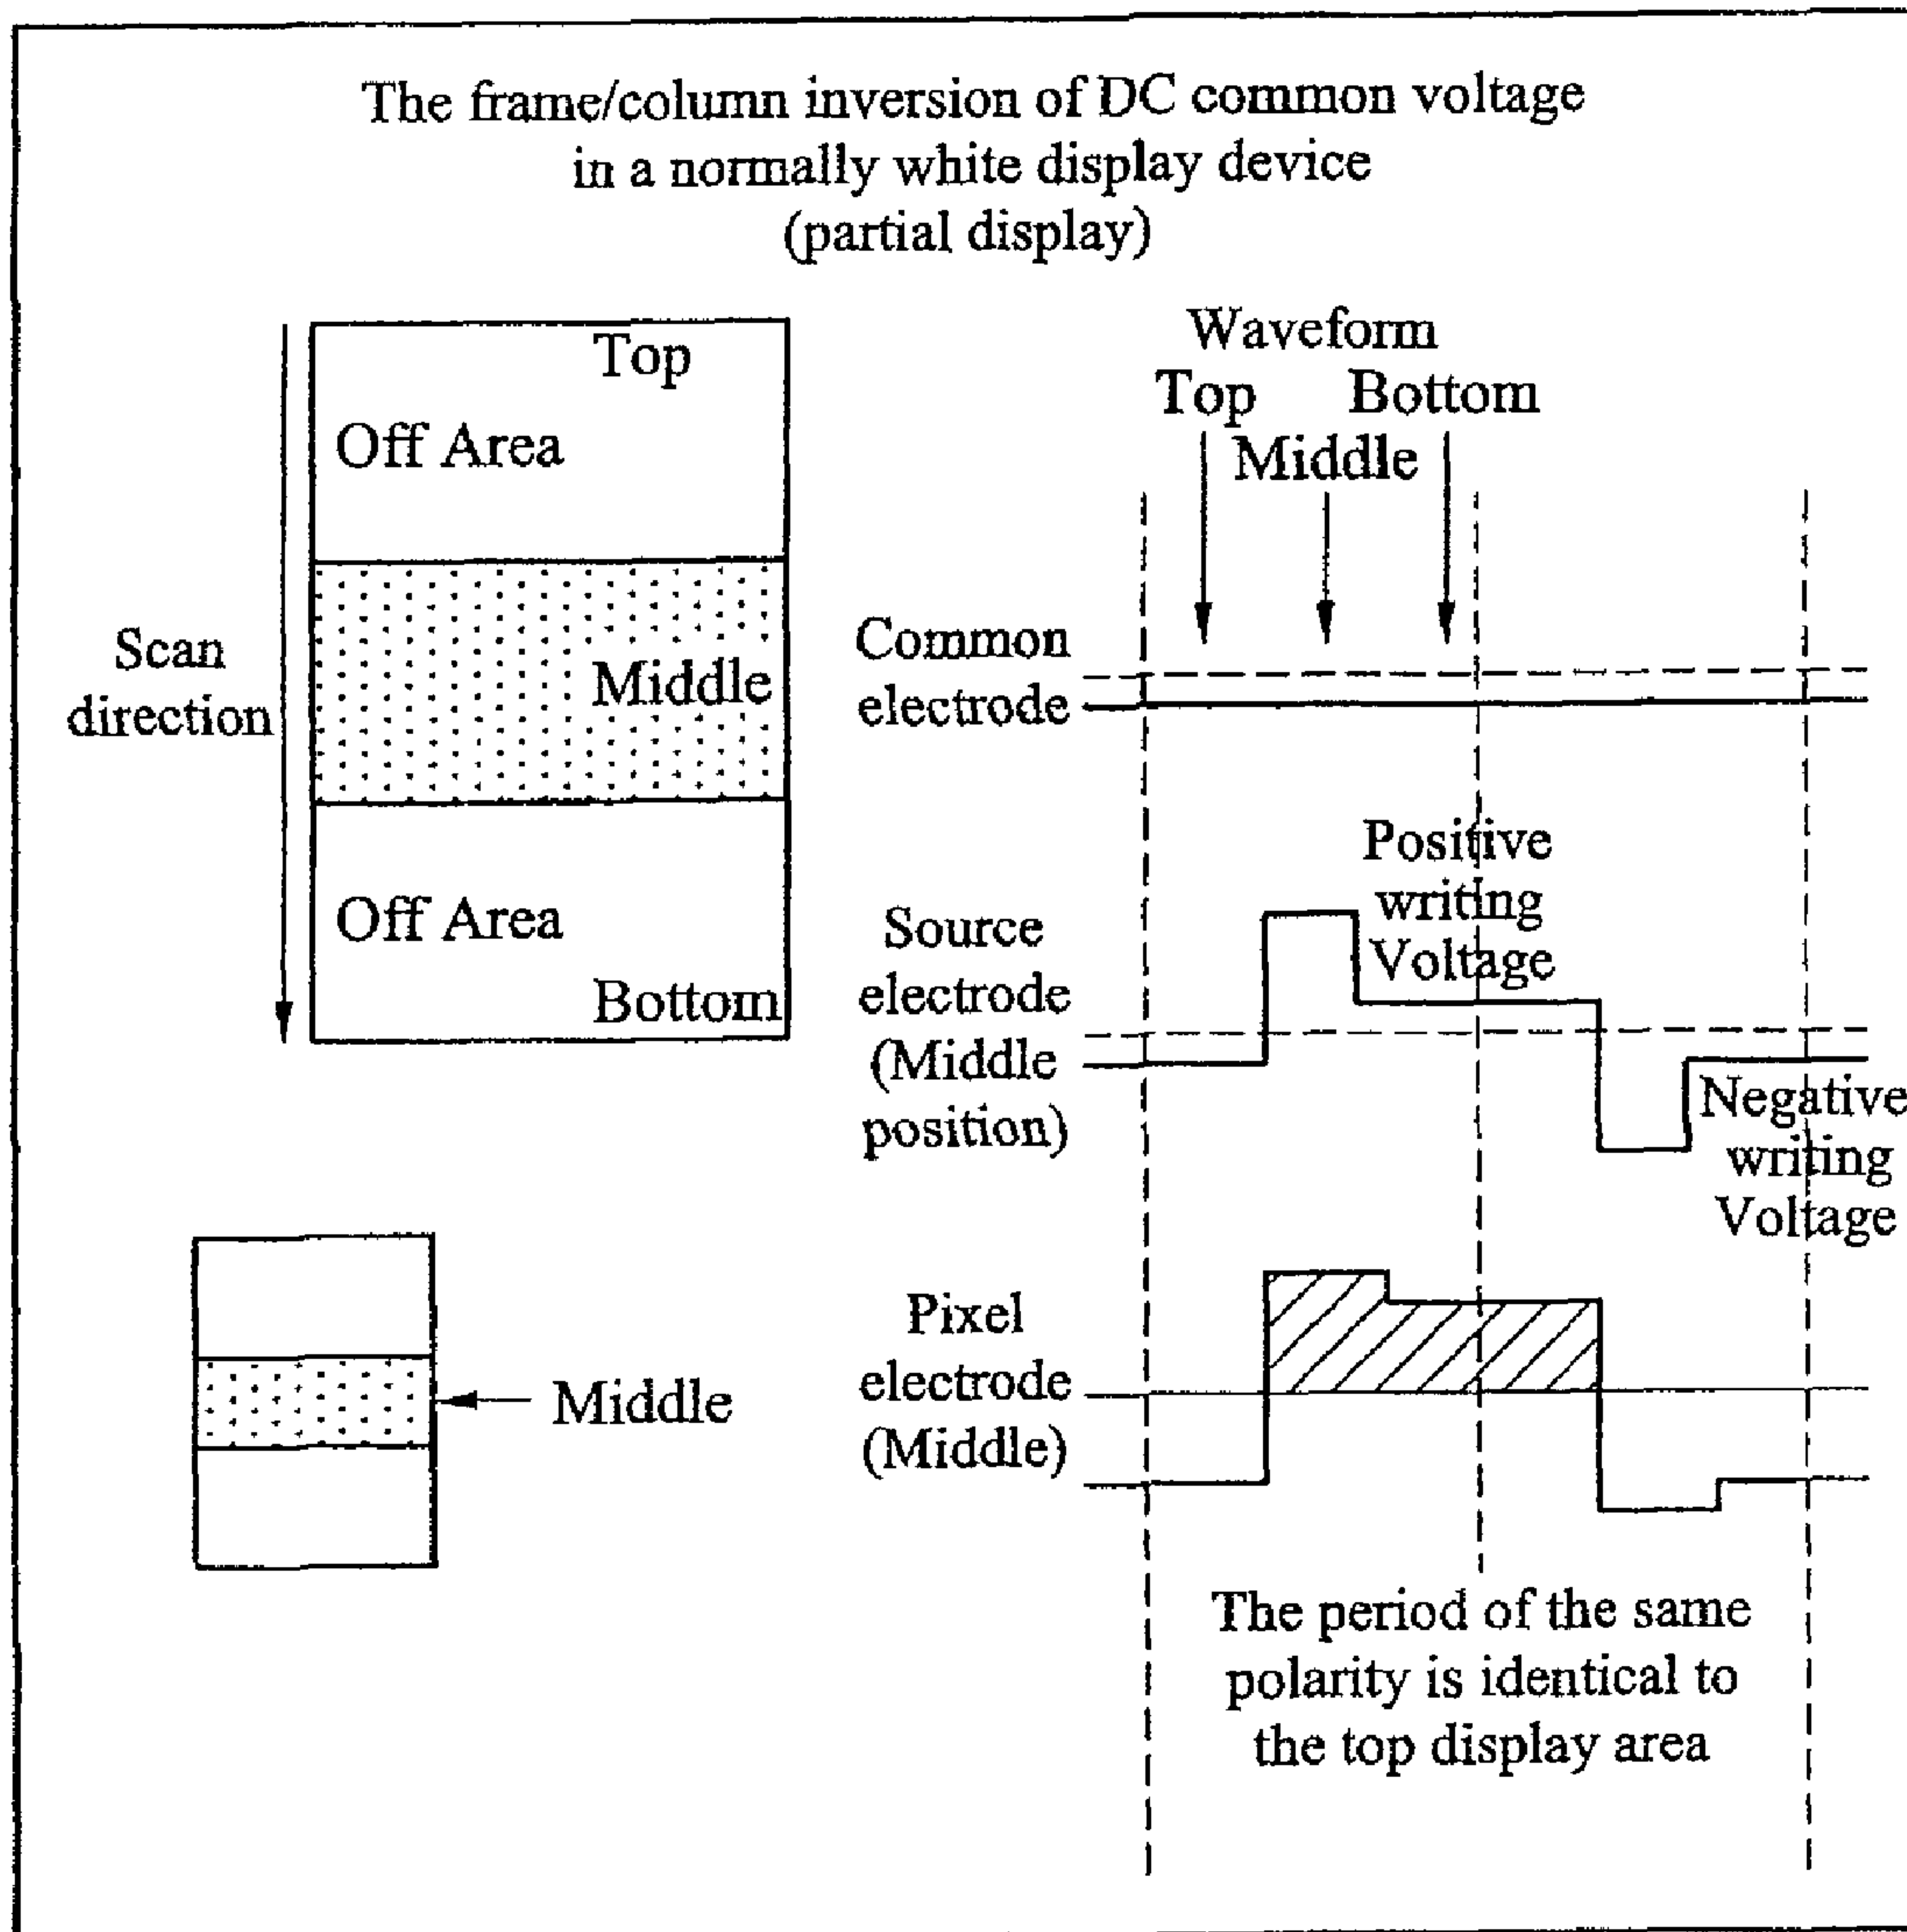 The frame/column inversion of DC common voltage
in a normally white display device
(partial display)
Top
Off Area
Scan
direction
Middle
Off Area
Bottom
Middle
Waveform
Top Bottom
Middle
Common
electrode
Positive
writing
Voltage
Source
electrode
(Middle
position)
Negative
writing
Voltage
Pixel
electrode
(Middle)
The period of the same
polarity is identical to
the top display area